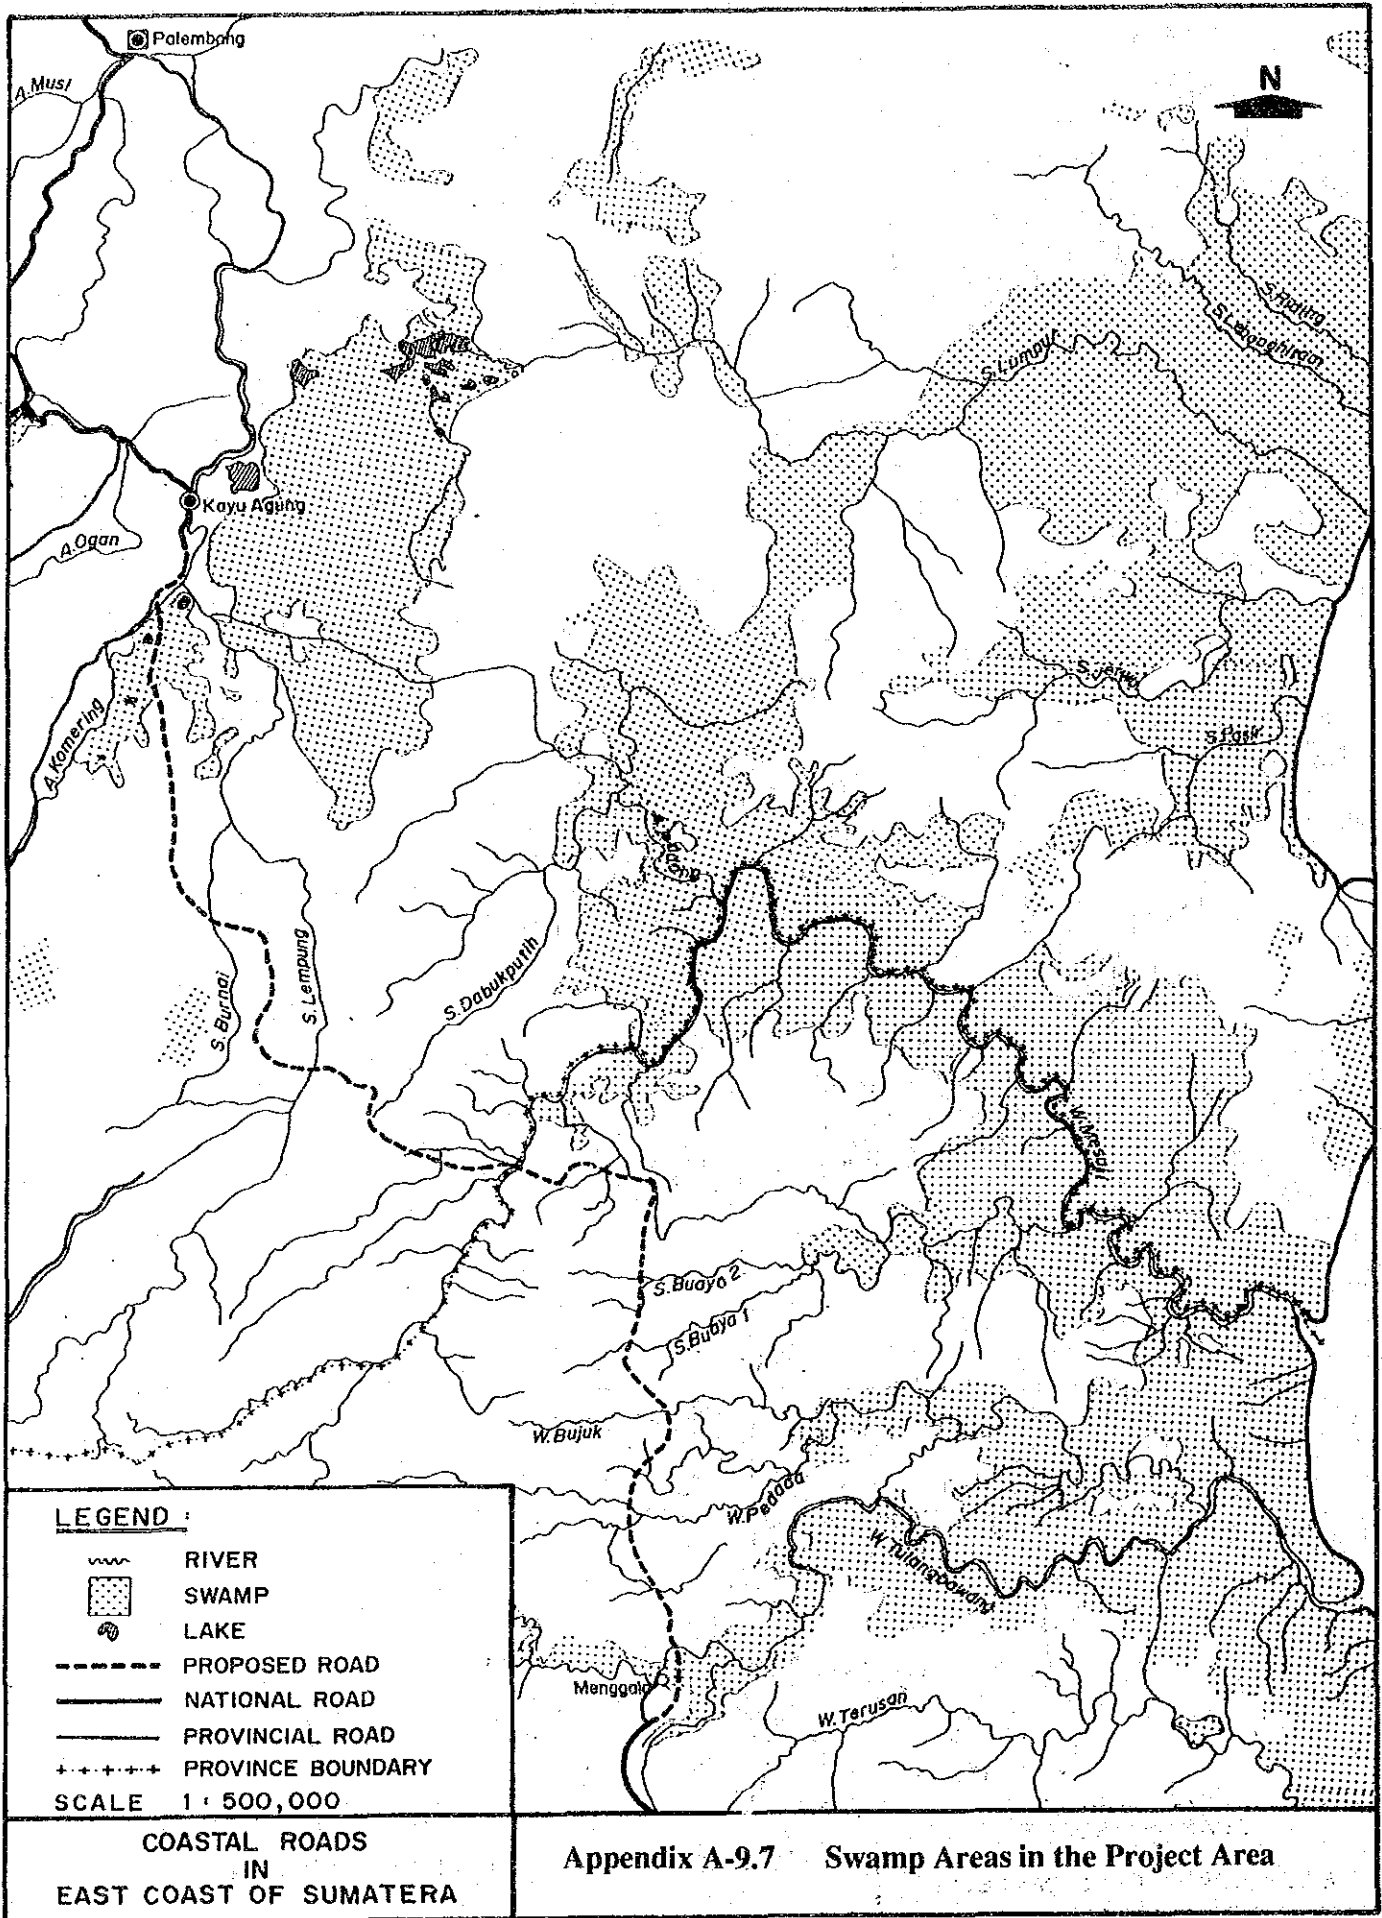 Palembang
A.Musi
N
S.Riding
S.Lebonghitam
S.Lumpur
Kayu Agung
A.Ogan
S.Jeruju
S.Pasir
A.Komering
S.Burnai
S.Lempung
S.Dabukputih
W.Mesuji
S.Buaya 2
S.Buaya 1
W.Bujuk
W.Pedada
W.Tulangbawang
Menggala
W.Terusan
LEGEND :
RIVER
SWAMP
LAKE
PROPOSED ROAD
NATIONAL ROAD
PROVINCIAL ROAD
PROVINCE BOUNDARY
SCALE 1 : 500,000
COASTAL ROADS
IN
EAST COAST OF SUMATERA
Appendix A-9.7 Swamp Areas in the Project Area